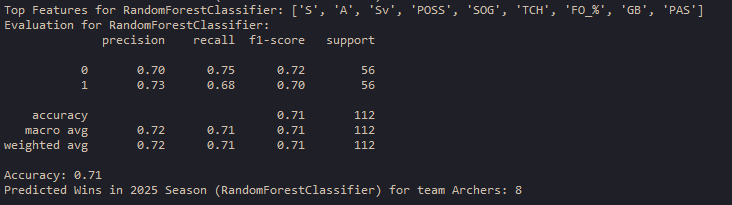 Top Features for RandomForestClassifier: ['S', 'A', 'Sv', 'POSS', 'SOG', 'TCH', 'FO_%', 'GB', 'PAS']
Evaluation for RandomForestClassifier:
              precision    recall  f1-score   support

           0       0.70      0.75      0.72        56
           1       0.73      0.68      0.70        56

    accuracy                           0.71       112
   macro avg       0.72      0.71      0.71       112
weighted avg       0.72      0.71      0.71       112

Accuracy: 0.71
Predicted Wins in 2025 Season (RandomForestClassifier) for team Archers: 8